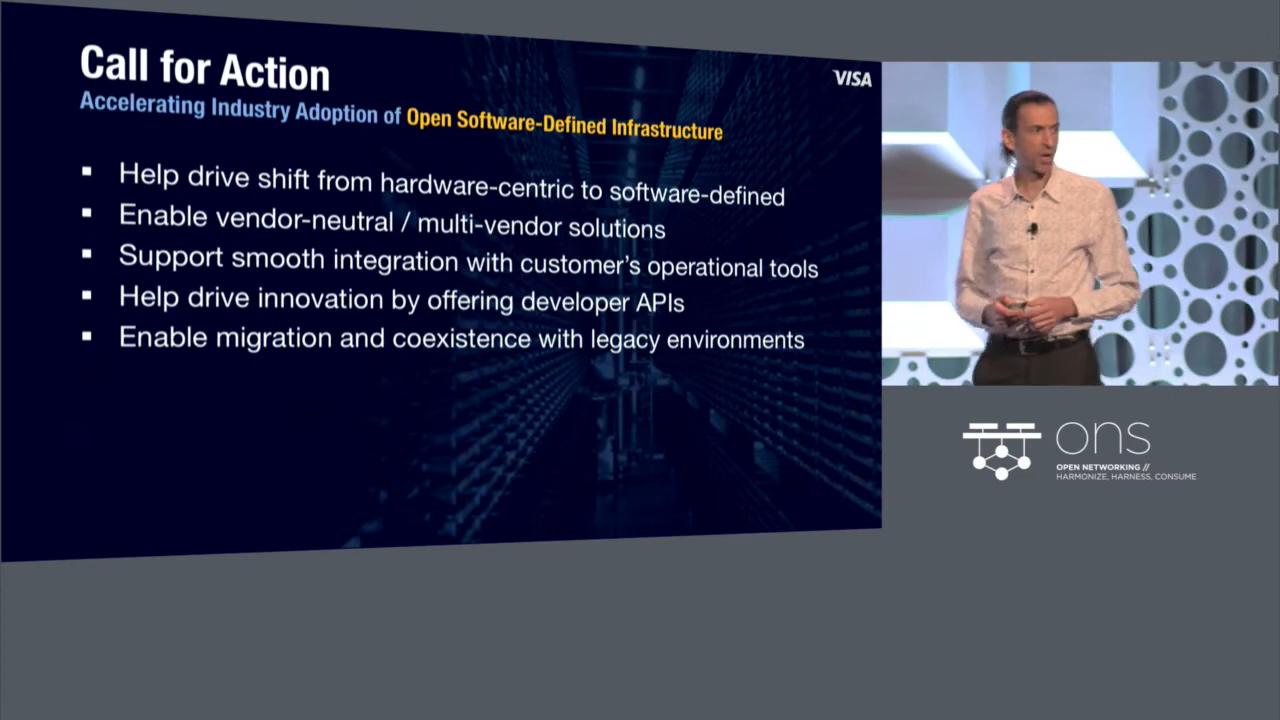 Call for Action
Accelerating Industry Adoption of Open Software-Defined Infrastructure
VISA
▪ Help drive shift from hardware-centric to software-defined
▪ Enable vendor-neutral / multi-vendor solutions
▪ Support smooth integration with customer’s operational tools
▪ Help drive innovation by offering developer APIs
▪ Enable migration and coexistence with legacy environments
ons
OPEN NETWORKING //
HARMONIZE, HARNESS, CONSUME